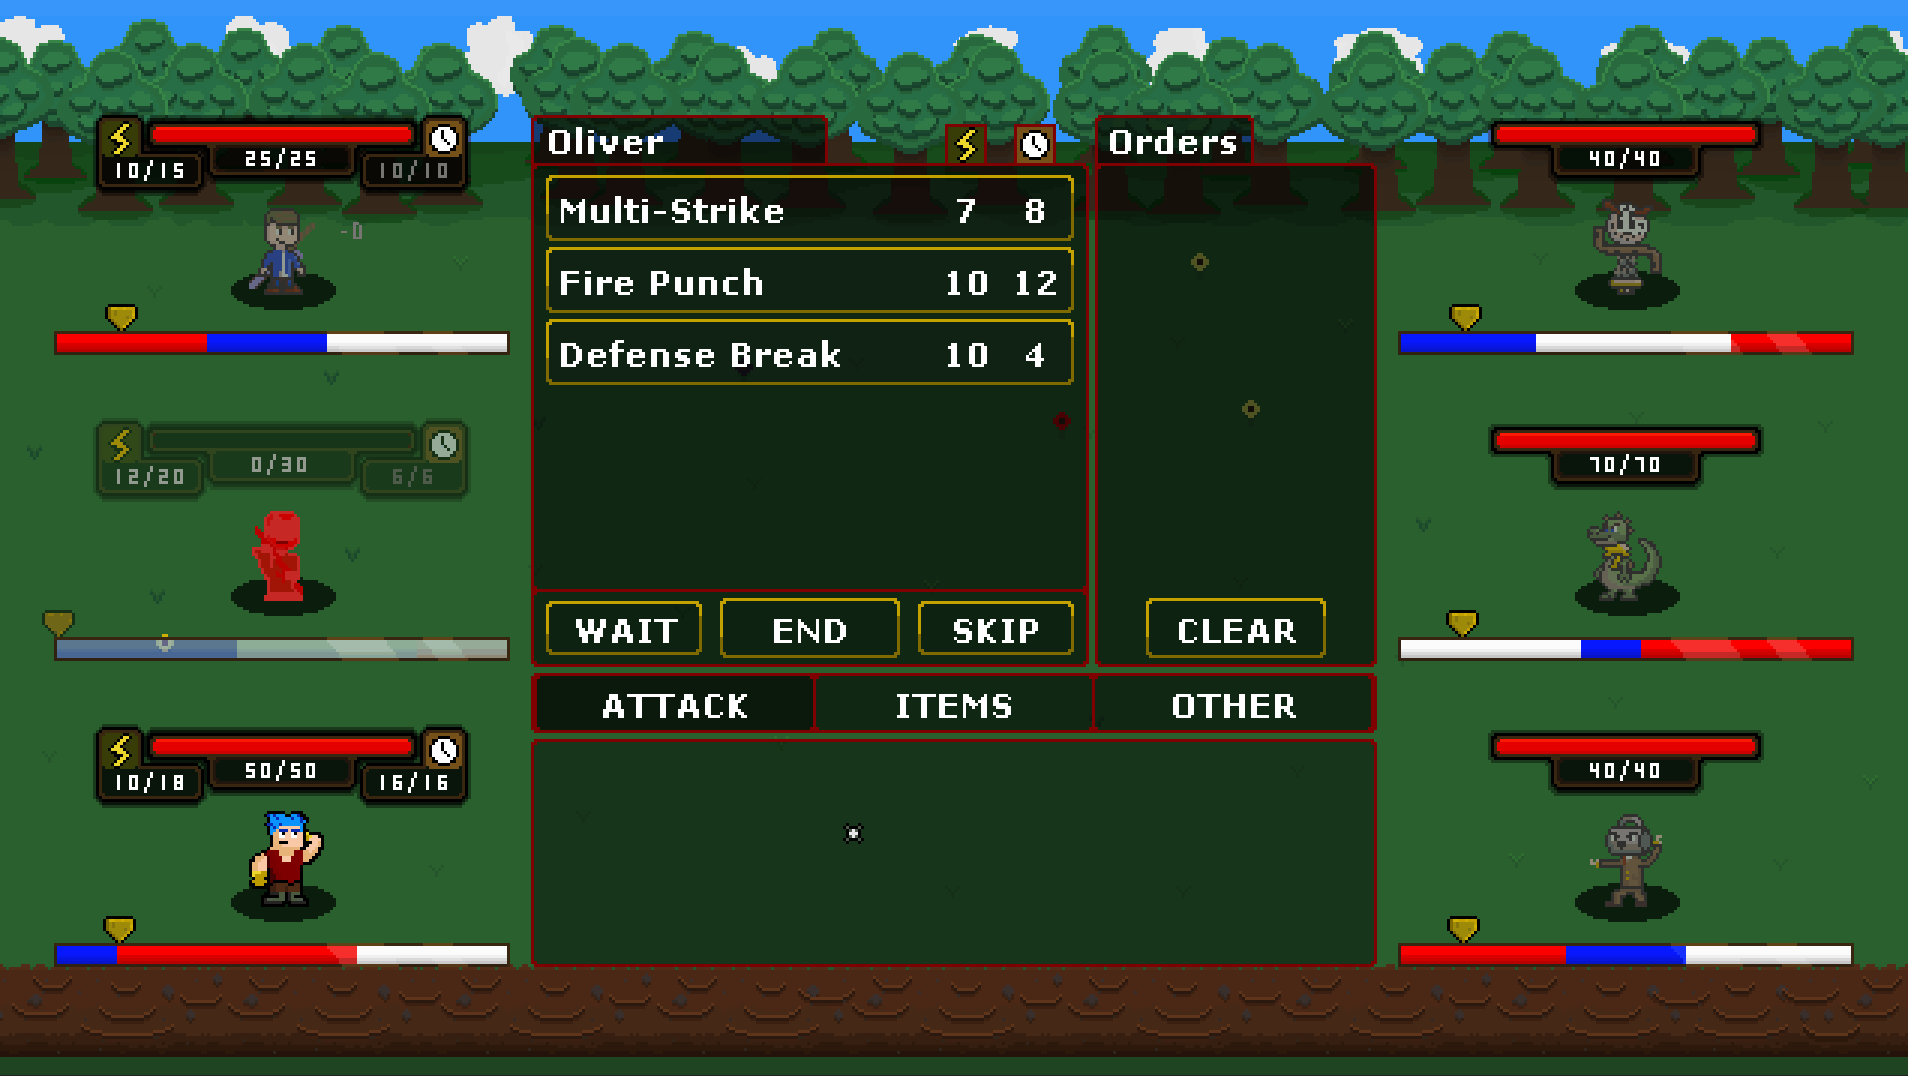 Oliver
Orders
10/15 25/25 10/10
40/40
-0
Multi-Strike 7 8
Fire Punch 10 12
Defense Break 10 4
12/20 0/30 6/6
70/70
WAIT END SKIP CLEAR
ATTACK ITEMS OTHER
10/18 50/50 16/16
40/40